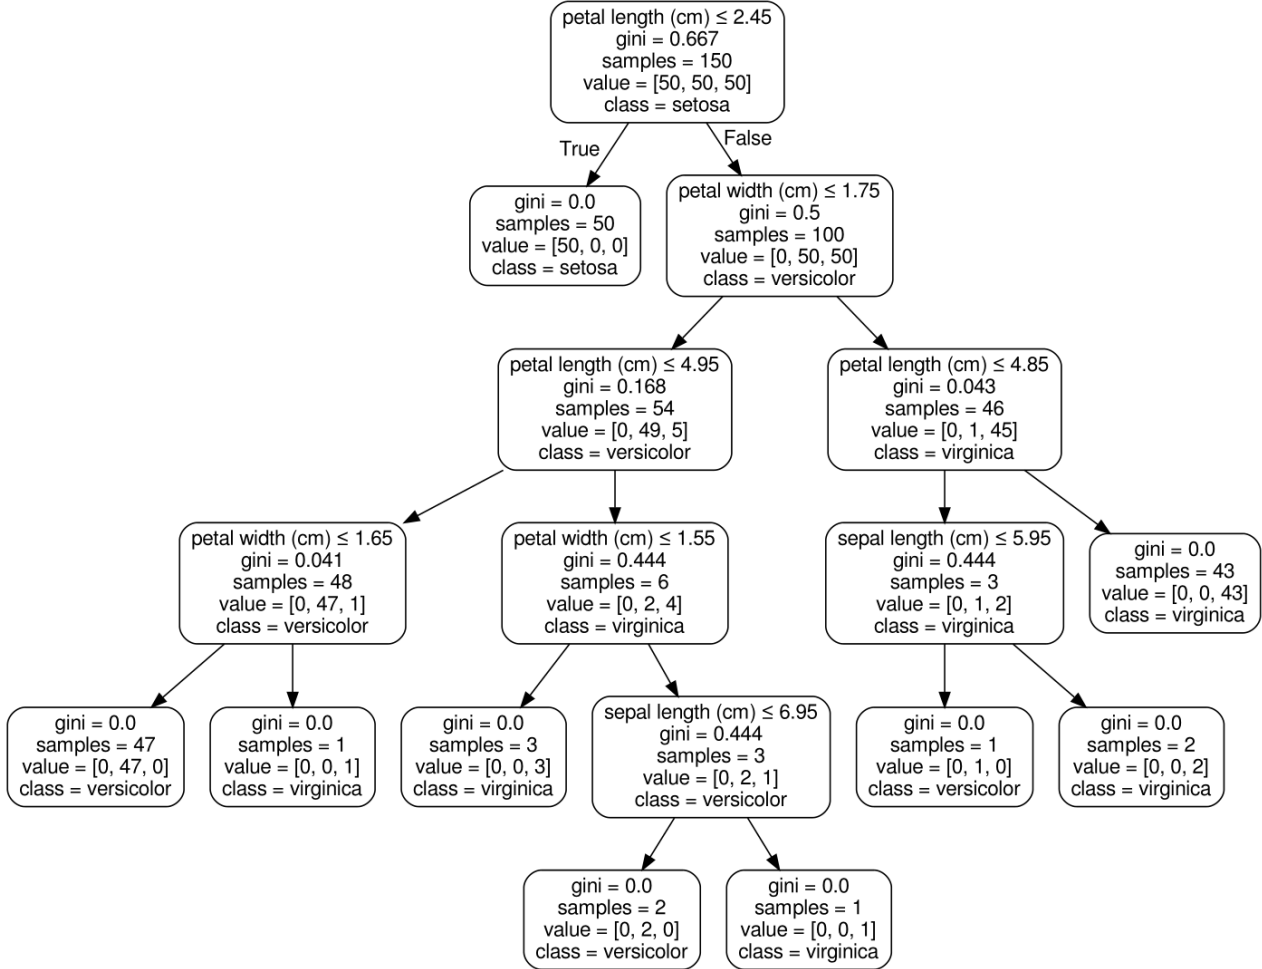 petal length (cm) ≤ 2.45
gini = 0.667
samples = 150
value = [50, 50, 50]
class = setosa
True
False
gini = 0.0
samples = 50
value = [50, 0, 0]
class = setosa
petal width (cm) ≤ 1.75
gini = 0.5
samples = 100
value = [0, 50, 50]
class = versicolor
petal length (cm) ≤ 4.95
gini = 0.168
samples = 54
value = [0, 49, 5]
class = versicolor
petal length (cm) ≤ 4.85
gini = 0.043
samples = 46
value = [0, 1, 45]
class = virginica
petal width (cm) ≤ 1.65
gini = 0.041
samples = 48
value = [0, 47, 1]
class = versicolor
petal width (cm) ≤ 1.55
gini = 0.444
samples = 6
value = [0, 2, 4]
class = virginica
sepal length (cm) ≤ 5.95
gini = 0.444
samples = 3
value = [0, 1, 2]
class = virginica
gini = 0.0
samples = 43
value = [0, 0, 43]
class = virginica
gini = 0.0
samples = 47
value = [0, 47, 0]
class = versicolor
gini = 0.0
samples = 1
value = [0, 0, 1]
class = virginica
gini = 0.0
samples = 3
value = [0, 0, 3]
class = virginica
sepal length (cm) ≤ 6.95
gini = 0.444
samples = 3
value = [0, 2, 1]
class = versicolor
gini = 0.0
samples = 1
value = [0, 1, 0]
class = versicolor
gini = 0.0
samples = 2
value = [0, 0, 2]
class = virginica
gini = 0.0
samples = 2
value = [0, 2, 0]
class = versicolor
gini = 0.0
samples = 1
value = [0, 0, 1]
class = virginica